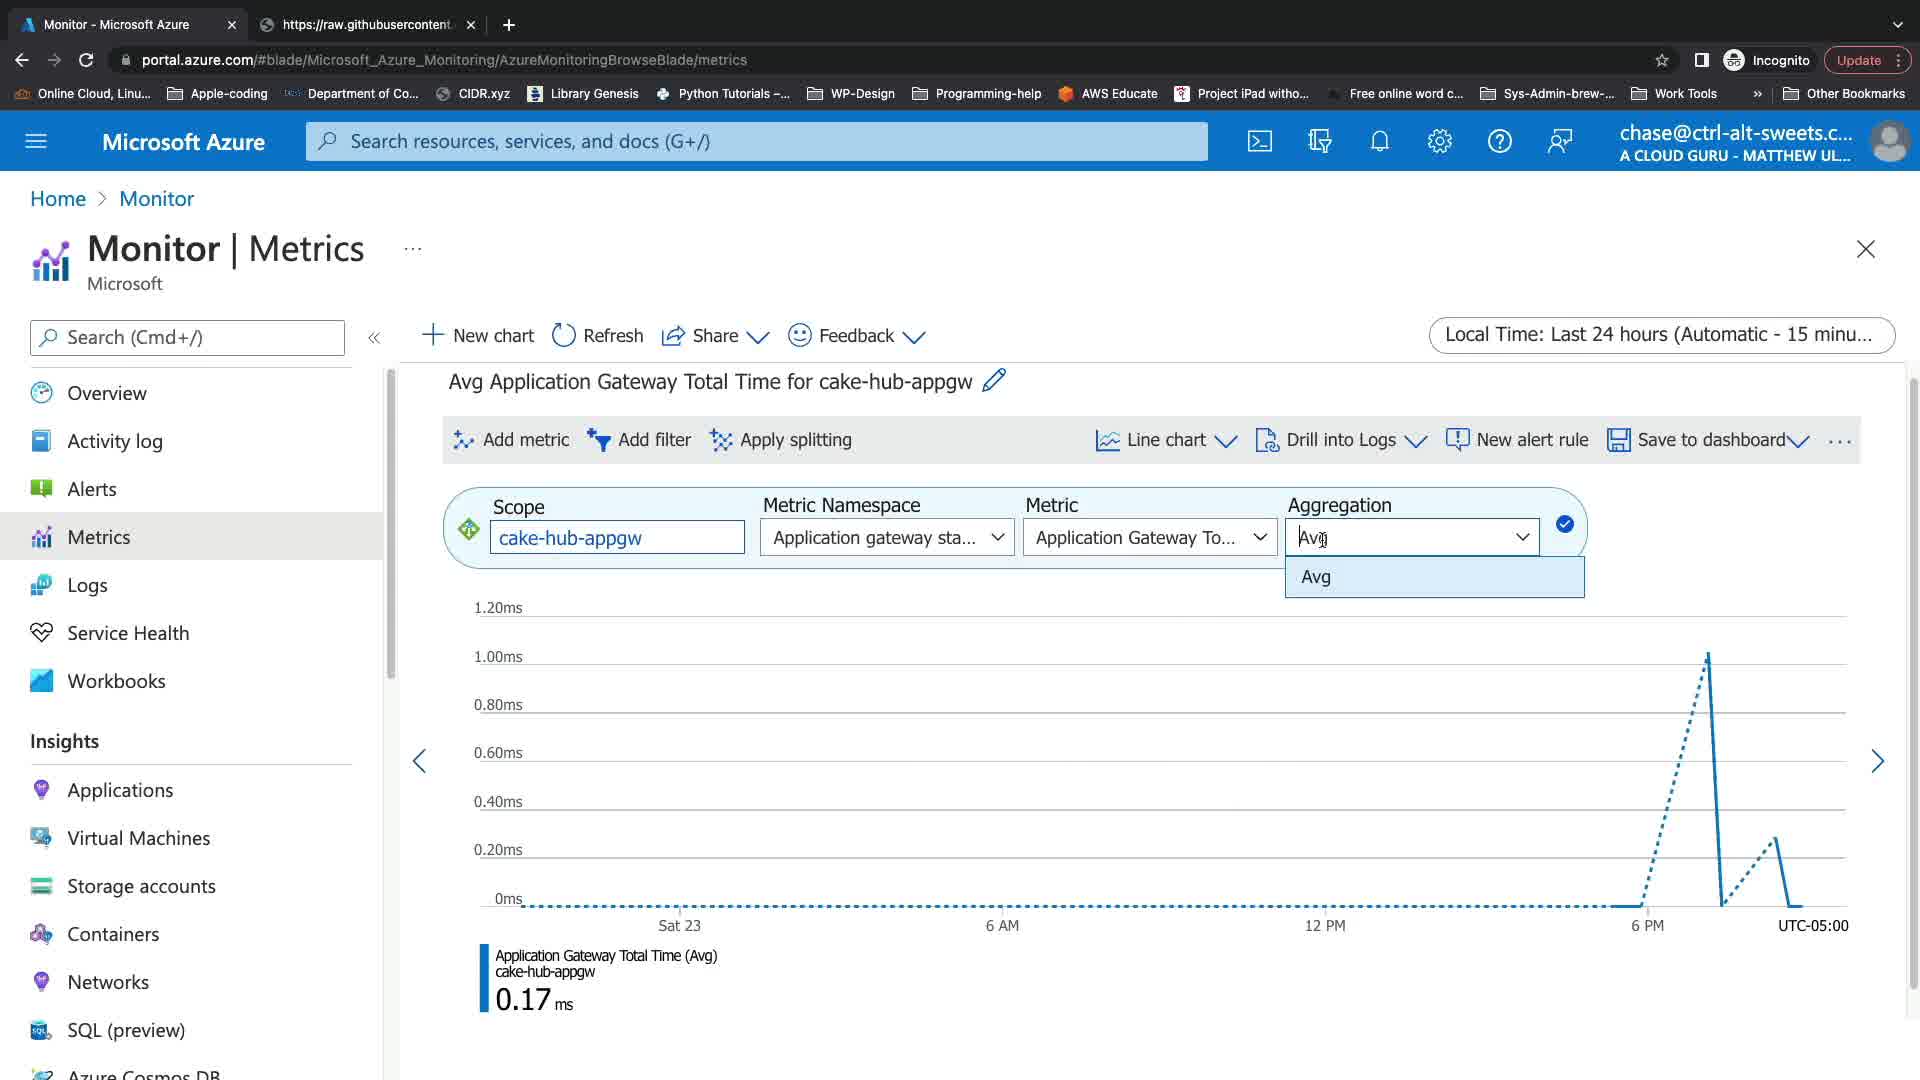 Monitor - Microsoft Azure
https://raw.githubusercontent
portal.azure.com/#blade/Microsoft_Azure_Monitoring/AzureMonitoringBrowseBlade/metrics
Incognito
Update
Online Cloud, Linu...
Apple-coding
Department of Co...
CIDR.xyz
Library Genesis
Python Tutorials –...
WP-Design
Programming-help
AWS Educate
Project iPad witho...
Free online word c...
Sys-Admin-brew-...
Work Tools
»
Other Bookmarks
Microsoft Azure
Search resources, services, and docs (G+/)
chase@ctrl-alt-sweets.c...
A CLOUD GURU - MATTHEW UL...
Home > Monitor
Monitor | Metrics
...
Microsoft
Search (Cmd+/)
«
New chart
Refresh
Share
Feedback
Local Time: Last 24 hours (Automatic - 15 minu...
Overview
Activity log
Alerts
Metrics
Logs
Service Health
Workbooks
Insights
Applications
Virtual Machines
Storage accounts
Containers
Networks
SQL (preview)
Azure Cosmos DB
Avg Application Gateway Total Time for cake-hub-appgw
Add metric
Add filter
Apply splitting
Line chart
Drill into Logs
New alert rule
Save to dashboard
...
Scope
Metric Namespace
Metric
Aggregation
cake-hub-appgw
Application gateway sta...
Application Gateway To...
Avg
Avg
1.20ms
1.00ms
0.80ms
0.60ms
0.40ms
0.20ms
0ms
Sat 23
6 AM
12 PM
6 PM
UTC-05:00
Application Gateway Total Time (Avg)
cake-hub-appgw
0.17 ms